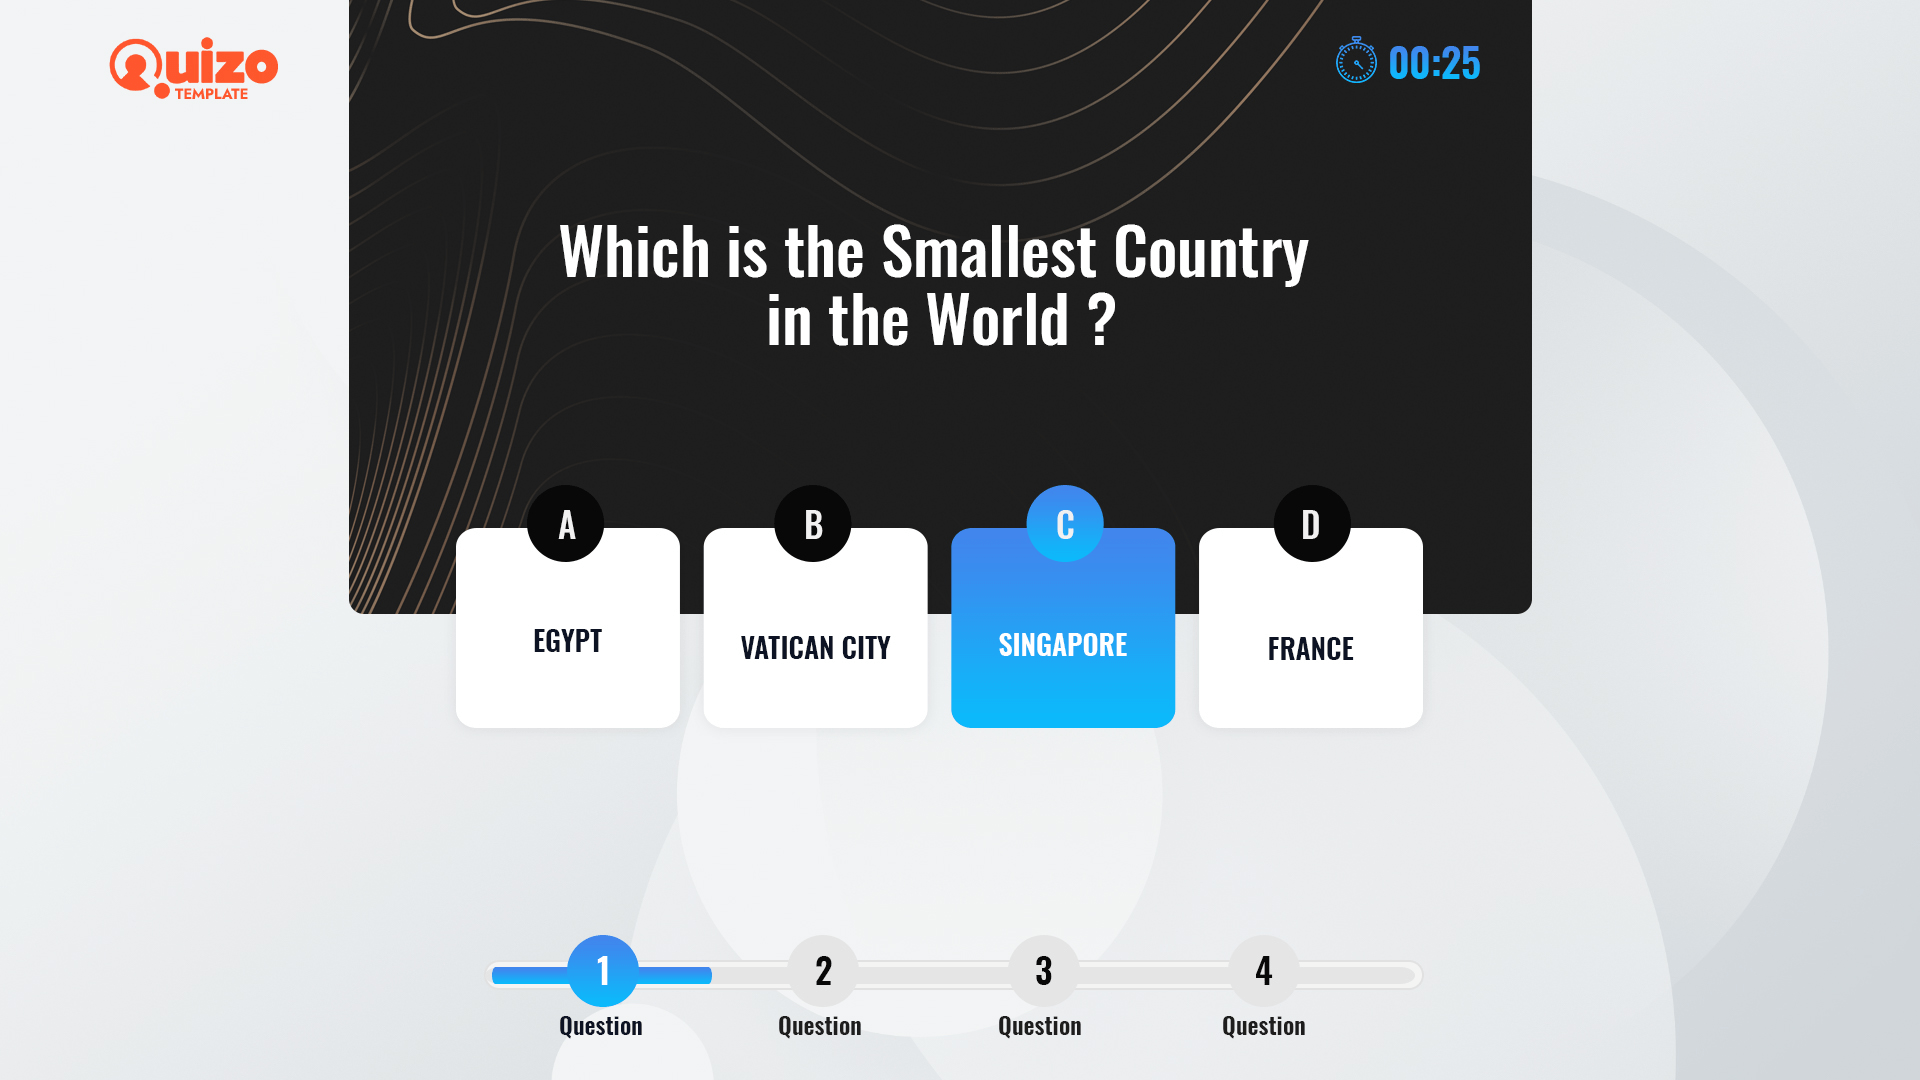 Quizo
TEMPLATE
00:25
Which is the Smallest Country
in the World ?
A
B
C
D
EGYPT
VATICAN CITY
SINGAPORE
FRANCE
1
2
3
4
Question
Question
Question
Question